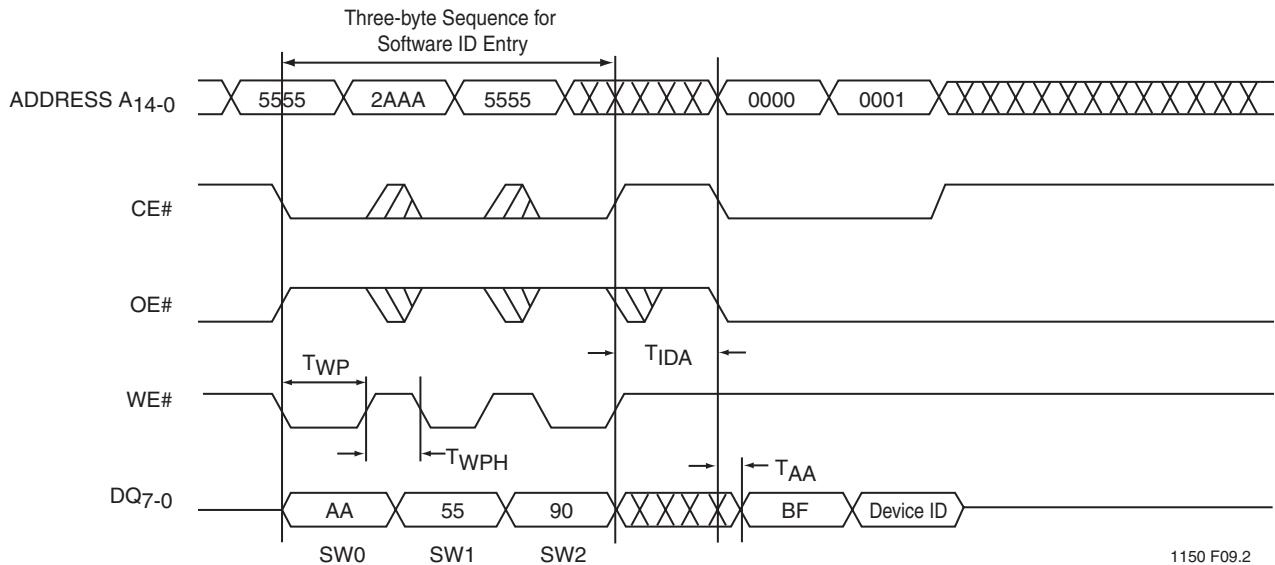 Three-byte Sequence for
Software ID Entry
ADDRESS A14-0
5555 2AAA 5555 0000 0001
CE#
OE#
TWP
TIDA
WE#
TWPH
TAA
DQ7-0
AA 55 90 BF Device ID
SW0 SW1 SW2
1150 F09.2